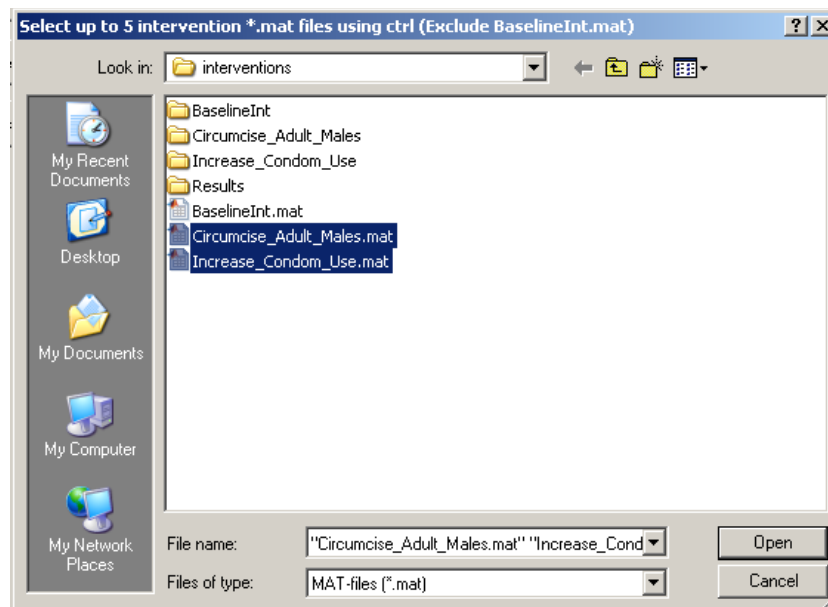 Select up to 5 intervention *.mat files using ctrl (Exclude BaselineInt.mat)
Look in:
interventions
My Recent
Documents
Desktop
My Documents
My Computer
My Network
Places
BaselineInt
Circumcise_Adult_Males
Increase_Condom_Use
Results
BaselineInt.mat
Circumcise_Adult_Males.mat
Increase_Condom_Use.mat
File name:
"Circumcise_Adult_Males.mat" "Increase_Cond
Open
Files of type:
MAT-files (*.mat)
Cancel